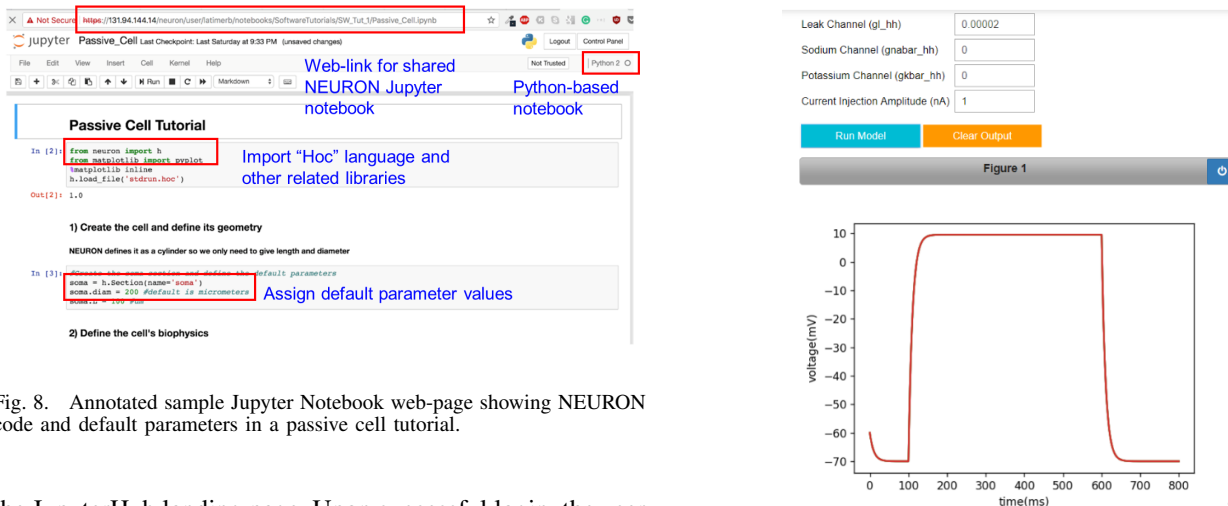 Not Secure https://131.94.144.14/neuron/user/latimerb/notebooks/SoftwareTutorials/SW_Tut_1/Passive_Cell.ipynb
jupyter Passive_Cell Last Checkpoint: Last Saturday at 9:33 PM (unsaved changes)
Logout Control Panel
File Edit View Insert Cell Kernel Help
Not Trusted Python 2
Run Markdown
Web-link for shared
NEURON Jupyter
notebook
Python-based
notebook
Passive Cell Tutorial
In [2]: from neuron import h
from matplotlib import pyplot
%matplotlib inline
h.load_file('stdrun.hoc')
Import “Hoc” language and
other related libraries
Out[2]: 1.0
1) Create the cell and define its geometry
NEURON defines it as a cylinder so we only need to give length and diameter
In [3]: #Create the soma section and define the default parameters
soma = h.Section(name='soma')
soma.diam = 200 #default is micrometers
Assign default parameter values
2) Define the cell's biophysics
Fig. 8. Annotated sample Jupyter Notebook web-page showing NEURON
code and default parameters in a passive cell tutorial.
Leak Channel (gl_hh) 0.00002
Sodium Channel (gnabar_hh) 0
Potassium Channel (gkbar_hh) 0
Current Injection Amplitude (nA) 1
Run Model Clear Output
Figure 1
10
0
−10
−20
−30
−40
−50
−60
−70
voltage(mV)
0 100 200 300 400 500 600 700 800
time(ms)